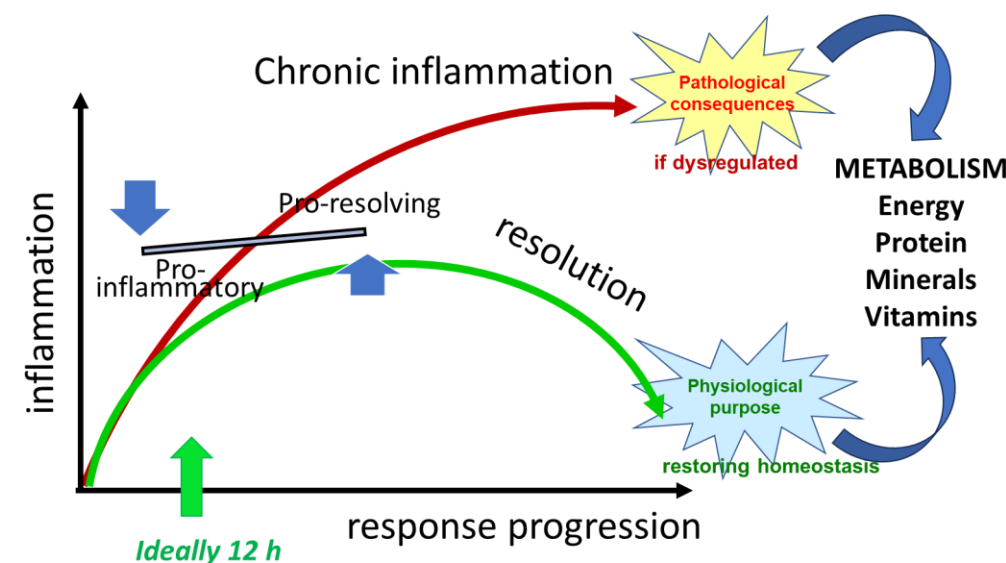 Chronic inflammation
Pathological
consequences
if dysregulated
METABOLISM
Energy
Protein
Minerals
Vitamins
Pro-resolving
Pro-
inflammatory
resolution
inflammation
Physiological
purpose
restoring homeostasis
response progression
Ideally 12 h